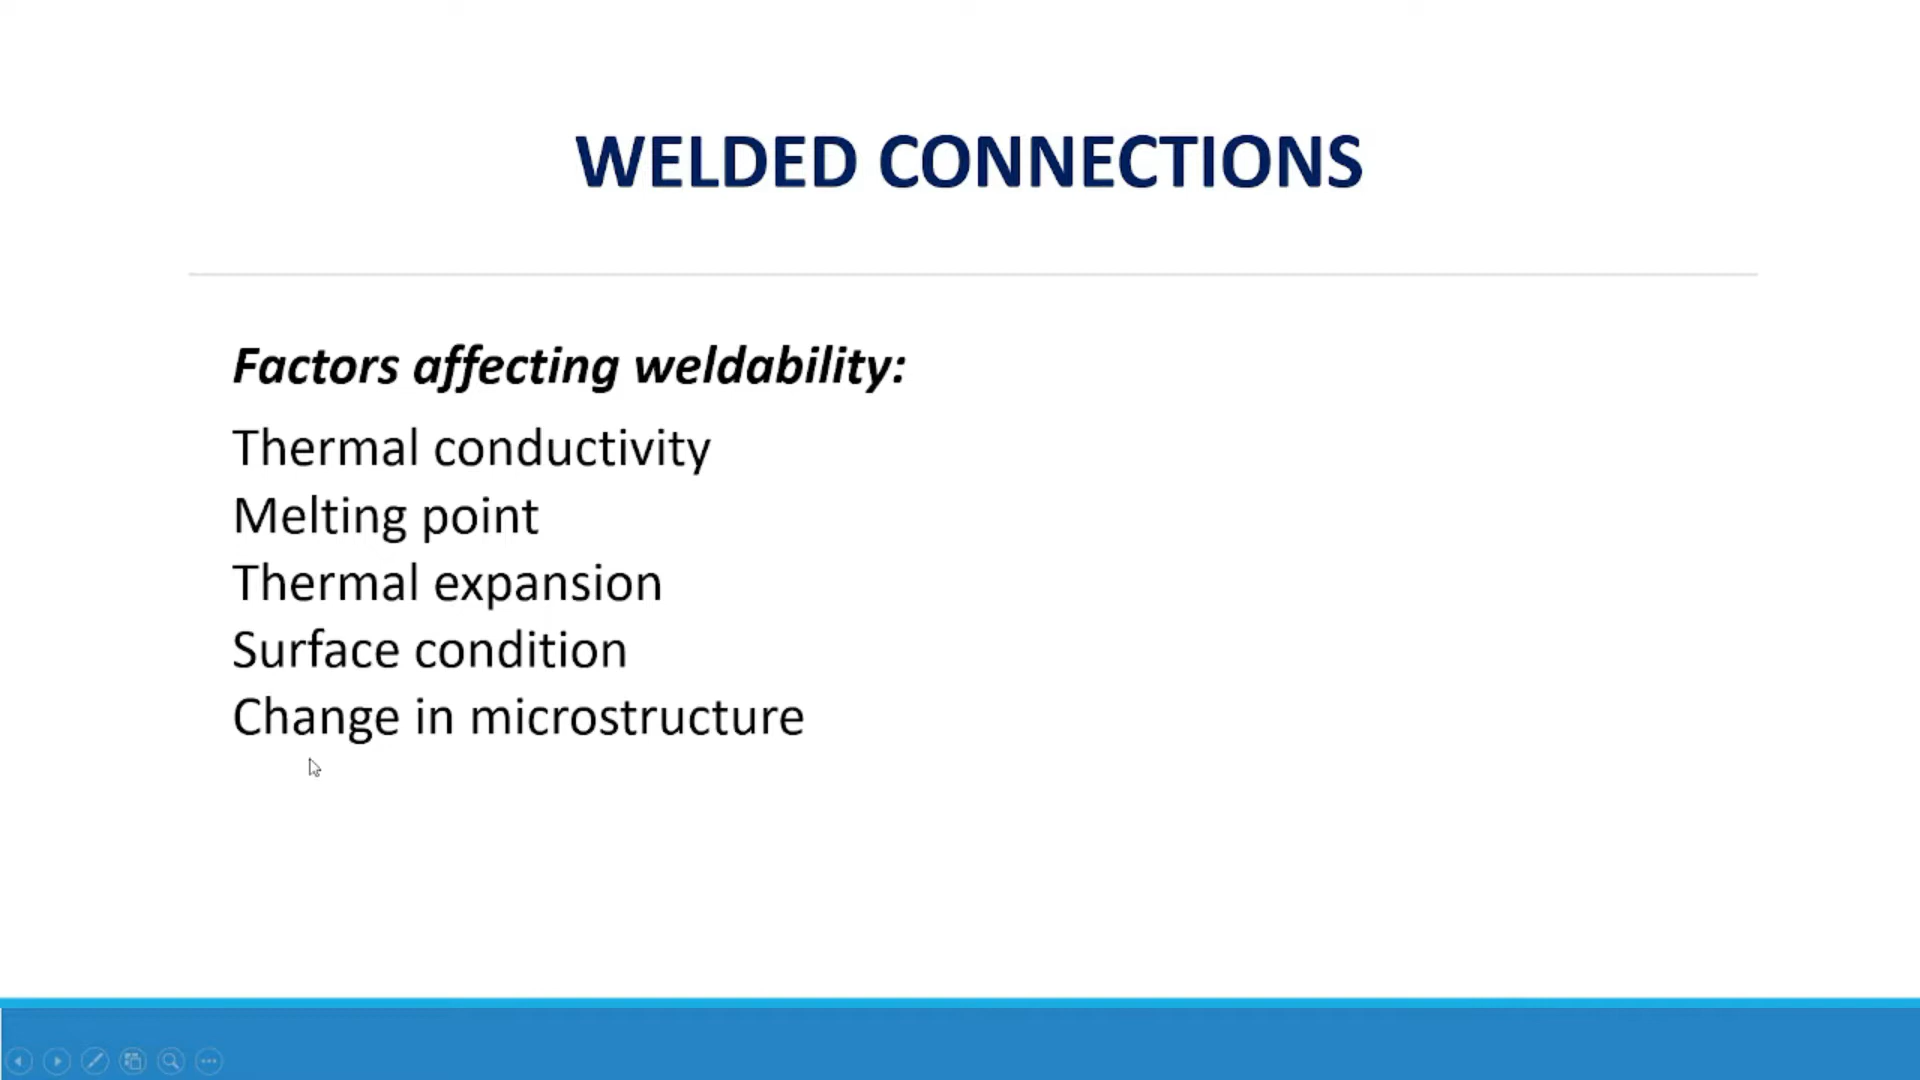 WELDED CONNECTIONS
Factors affecting weldability:
Thermal conductivity
Melting point
Thermal expansion
Surface condition
Change in microstructure